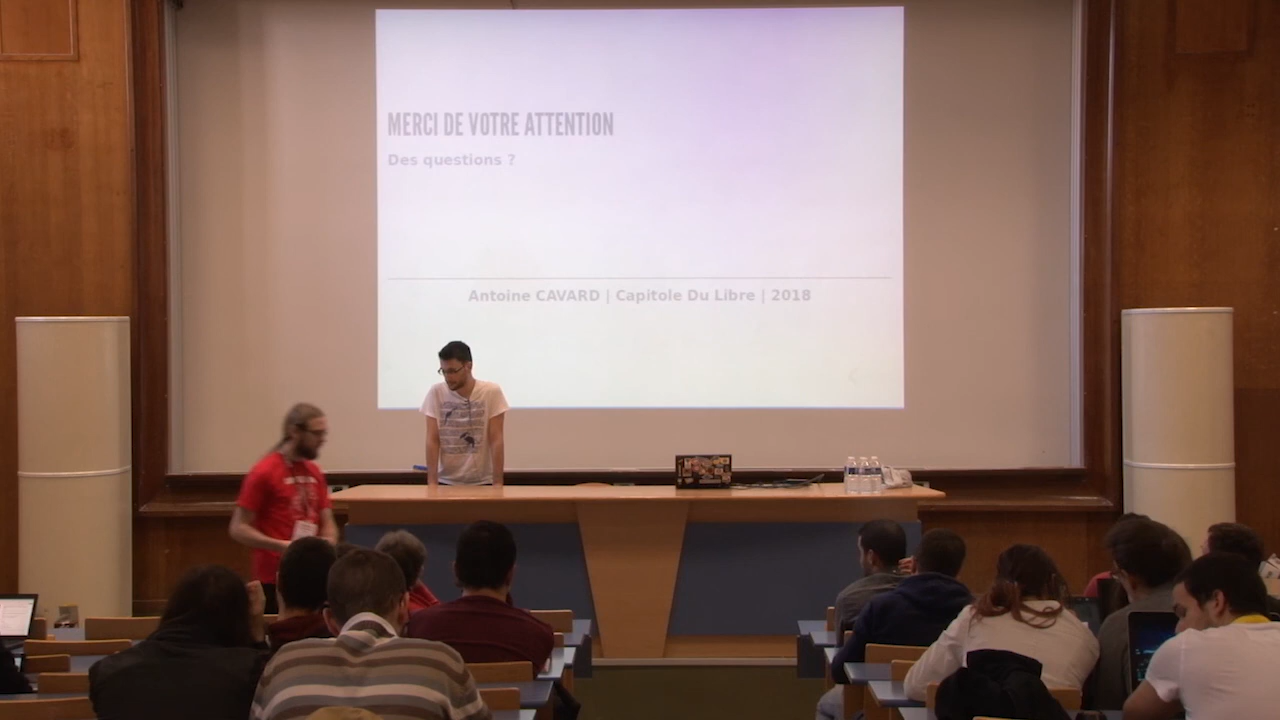 MERCI DE VOTRE ATTENTION
Des questions ?
Antoine CAVARD | Capitole Du Libre | 2018